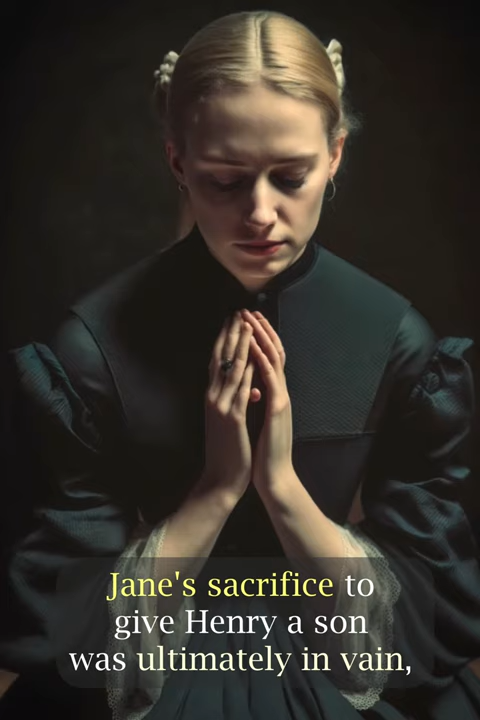 Jane's sacrifice to
give Henry a son
was ultimately in vain,